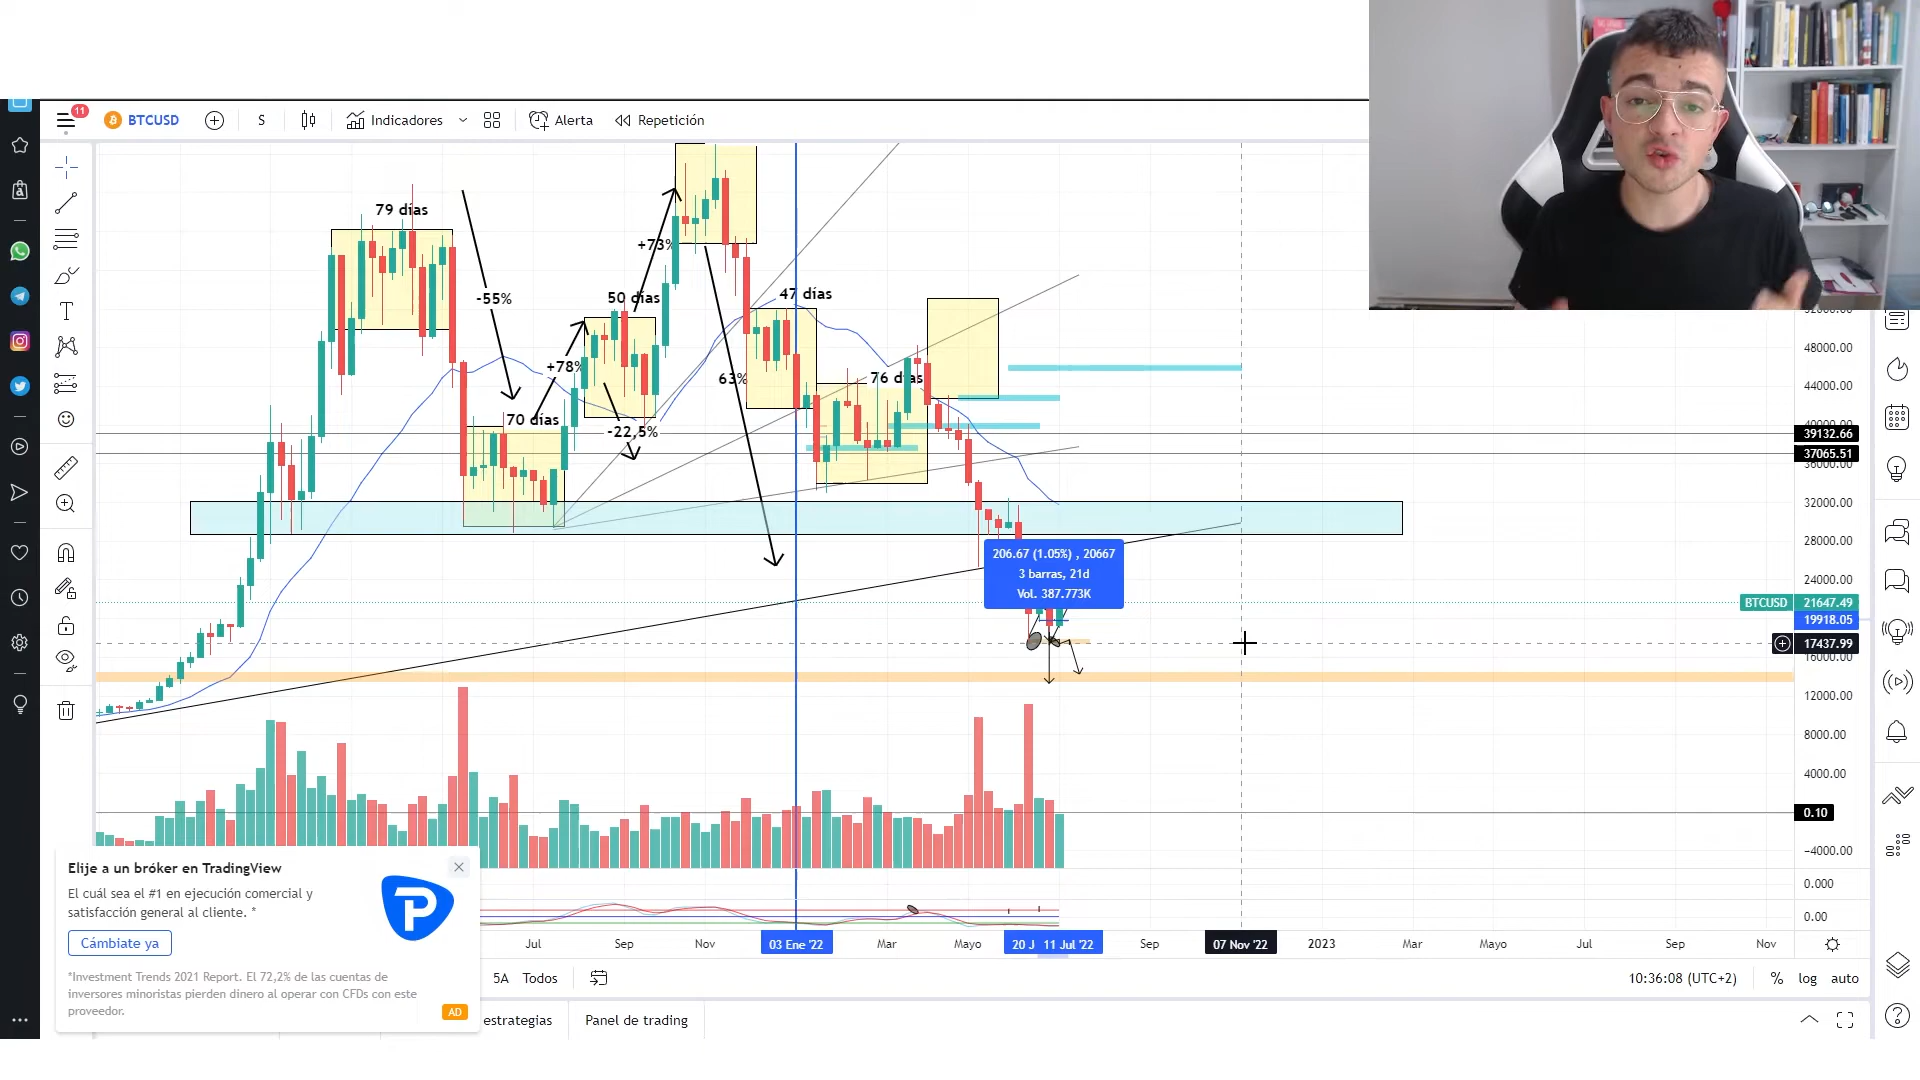 11
BTCUSD
S
Indicadores
Alerta
Repetición
79 días
-55%
70 días
+78%
50 días
-22,5%
+73%
63%
47 días
76 días
206.67 (1.05%) , 20667
3 barras, 21d
Vol. 387.773K
48000.00
44000.00
39132.66
37065.51
36000.00
32000.00
28000.00
24000.00
BTCUSD 21647.49
19918.05
17437.99
16000.00
12000.00
8000.00
4000.00
0.10
−4000.00
0.000
0.00
Elije a un bróker en TradingView
El cuál sea el #1 en ejecución comercial y
satisfacción general al cliente. *
Cámbiate ya
*Investment Trends 2021 Report. El 72,2% de las cuentas de
inversores minoristas pierden dinero al operar con CFDs con este
proveedor.
AD
Jul Sep Nov 03 Ene '22 Mar Mayo 20 J 11 Jul '22 Sep 07 Nov '22 2023 Mar Mayo Jul Sep Nov
5A Todos
10:36:08 (UTC+2) % log auto
estrategias Panel de trading